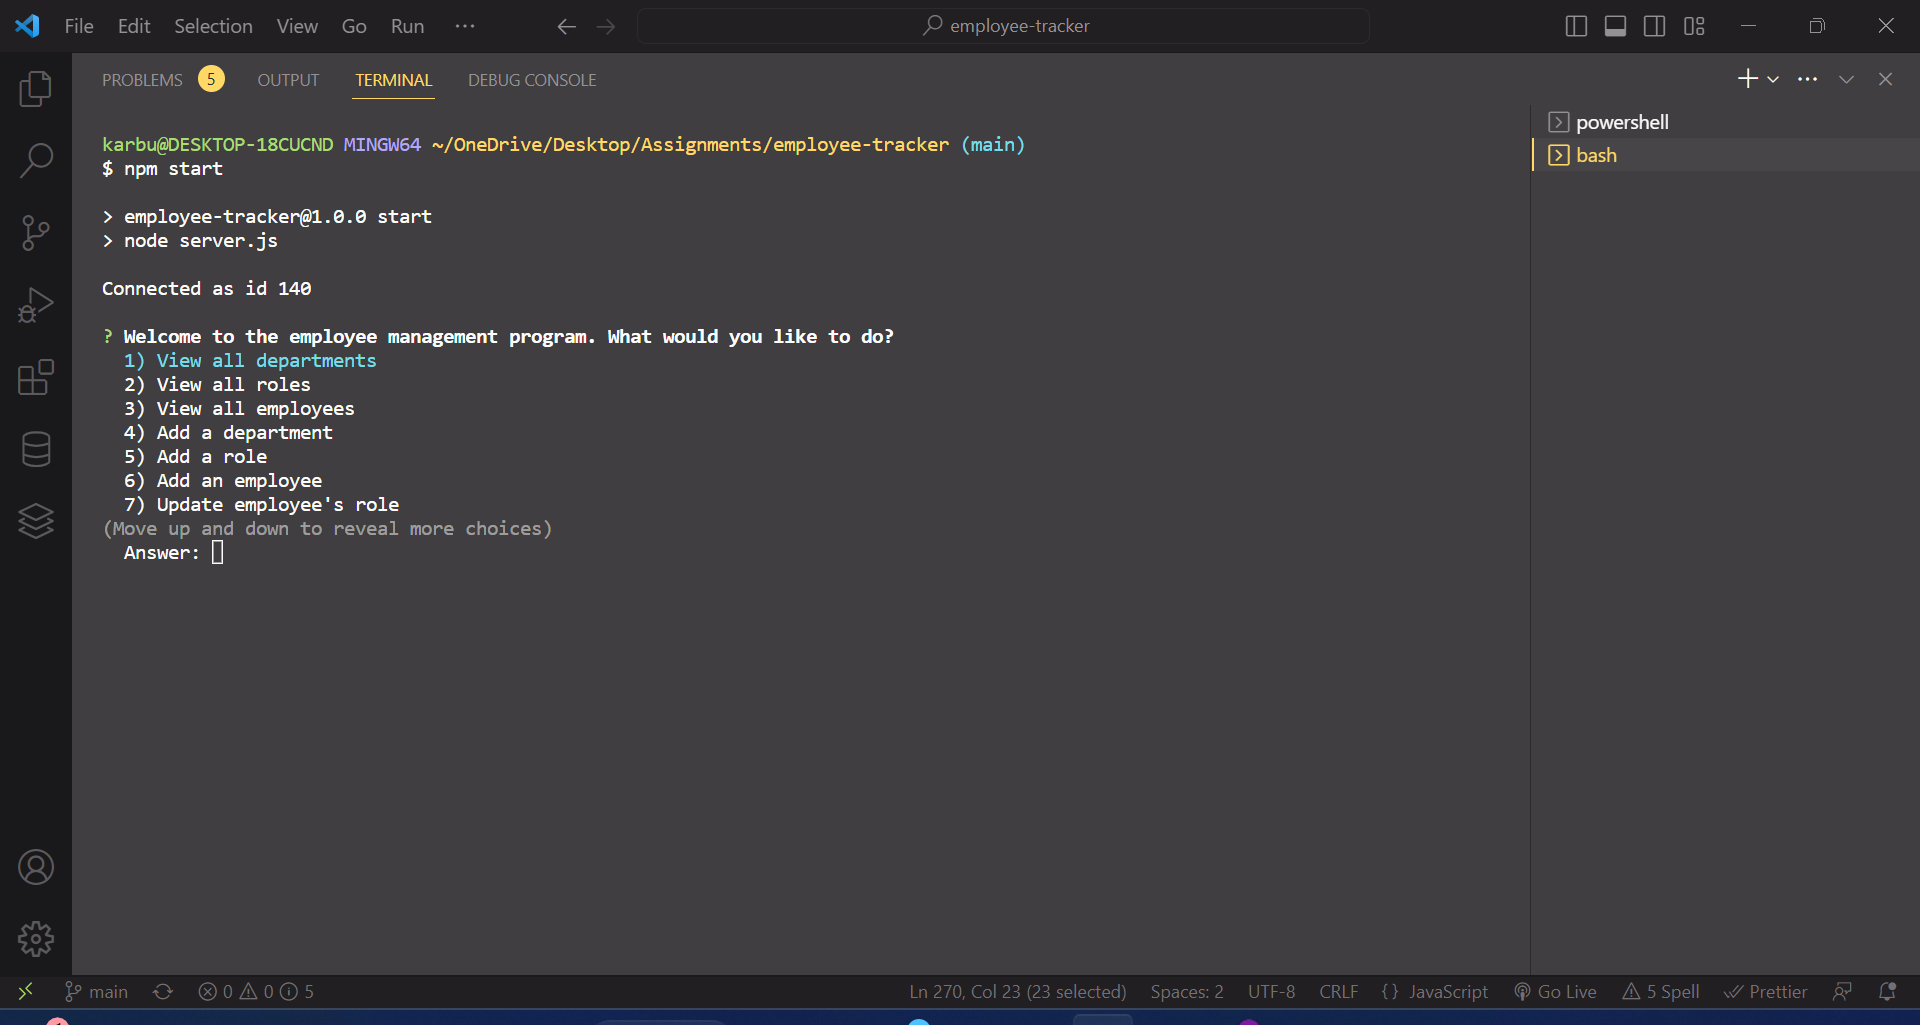 File Edit Selection View Go Run ···
employee-tracker
PROBLEMS 5 OUTPUT TERMINAL DEBUG CONSOLE
karbu@DESKTOP-18CUCND MINGW64 ~/OneDrive/Desktop/Assignments/employee-tracker (main)
$ npm start
> employee-tracker@1.0.0 start
> node server.js
Connected as id 140
? Welcome to the employee management program. What would you like to do?
1) View all departments
2) View all roles
3) View all employees
4) Add a department
5) Add a role
6) Add an employee
7) Update employee's role
(Move up and down to reveal more choices)
Answer:
powershell
bash
main 0 0 5 Ln 270, Col 23 (23 selected) Spaces: 2 UTF-8 CRLF {} JavaScript Go Live 5 Spell Prettier